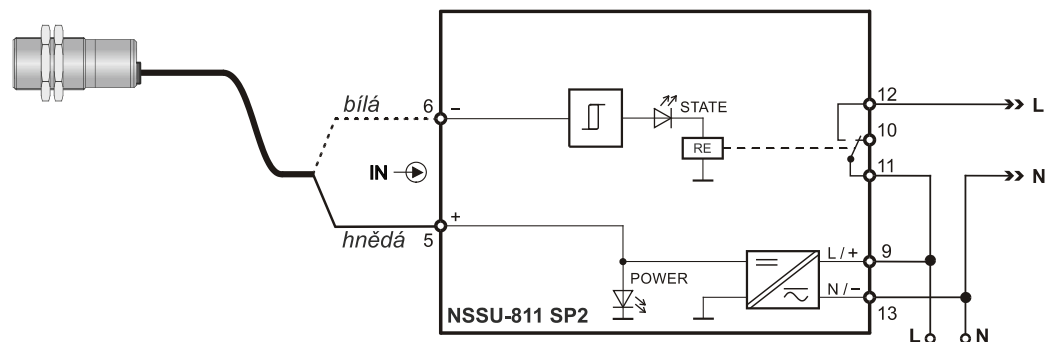 bílá
6
−
IN
hnědá
5
+
STATE
RE
POWER
NSSU-811 SP2
L / +
N / −
12
L
10
11
N
9
13
L
N